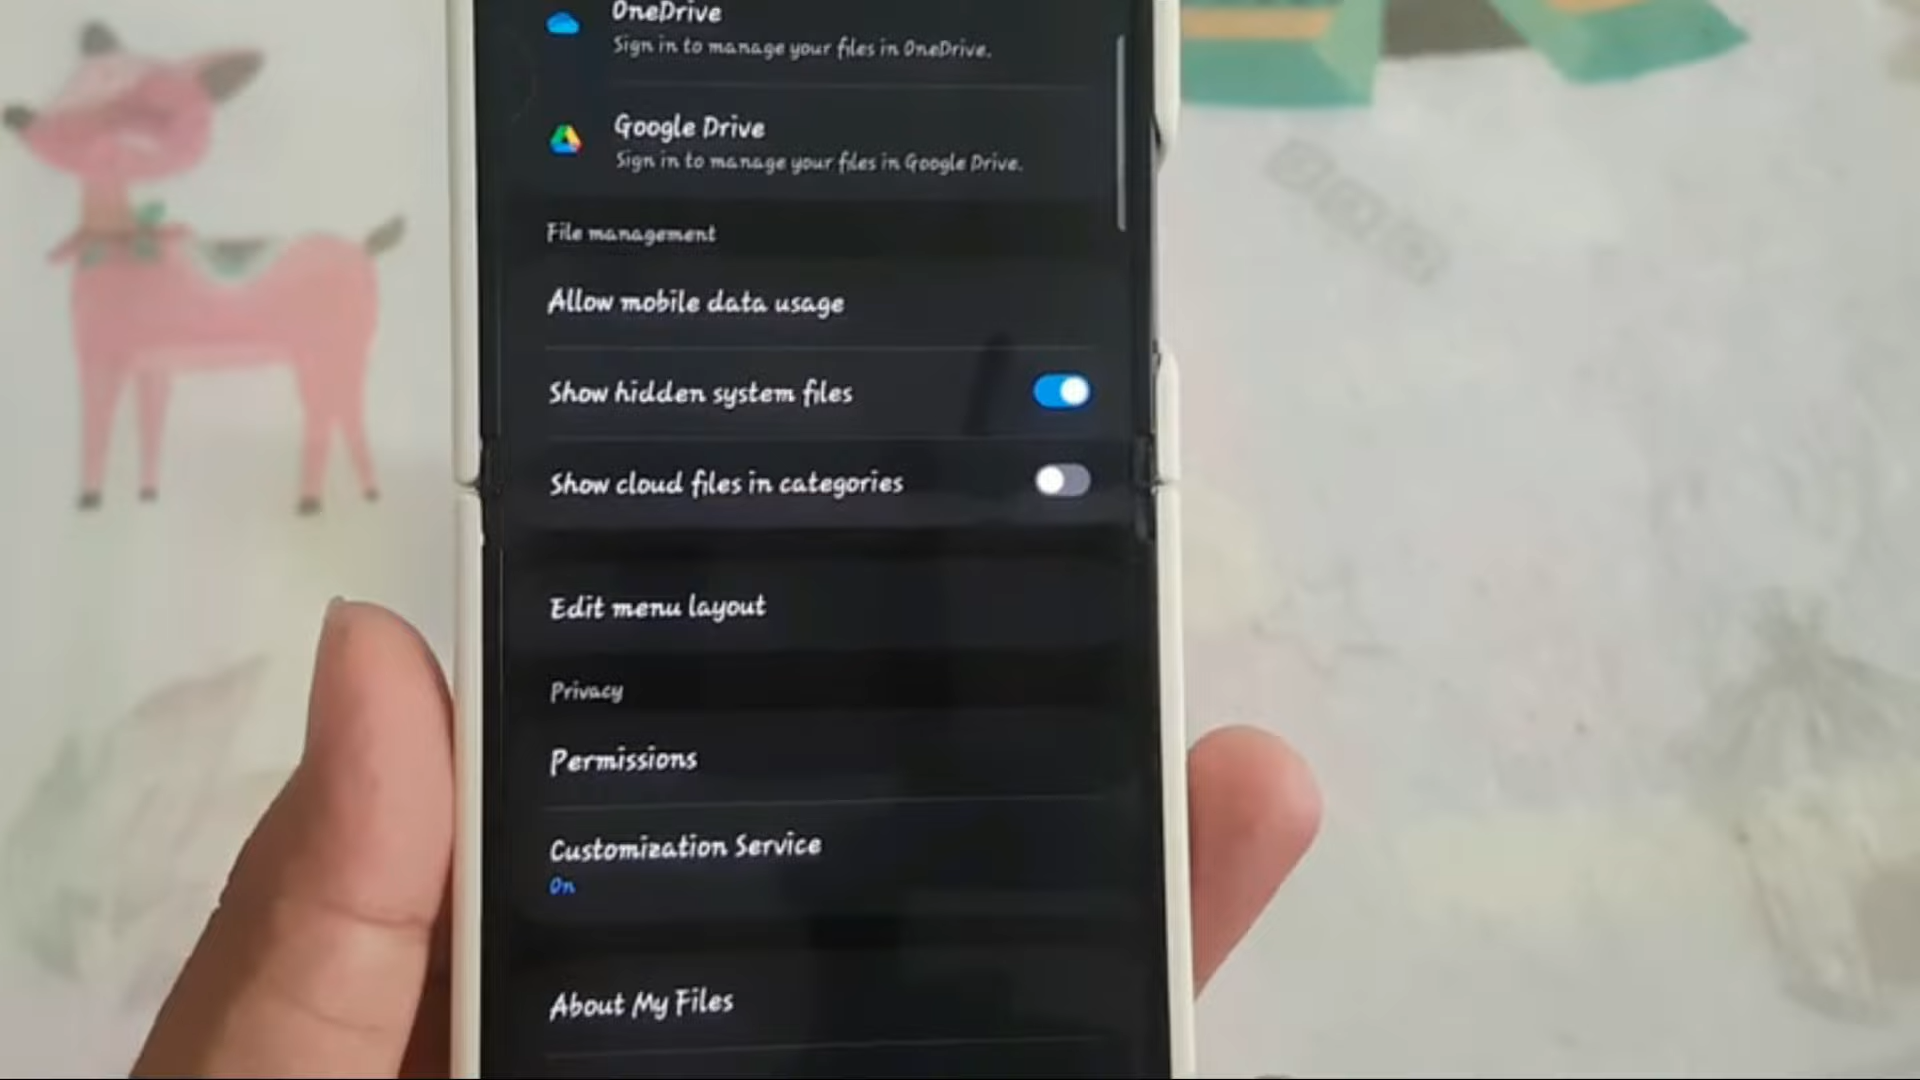 OneDrive
Sign in to manage your files in OneDrive.
Google Drive
Sign in to manage your files in Google Drive.
File management
Allow mobile data usage
Show hidden system files
Show cloud files in categories
Edit menu layout
Privacy
Permissions
Customization Service
On
About My Files